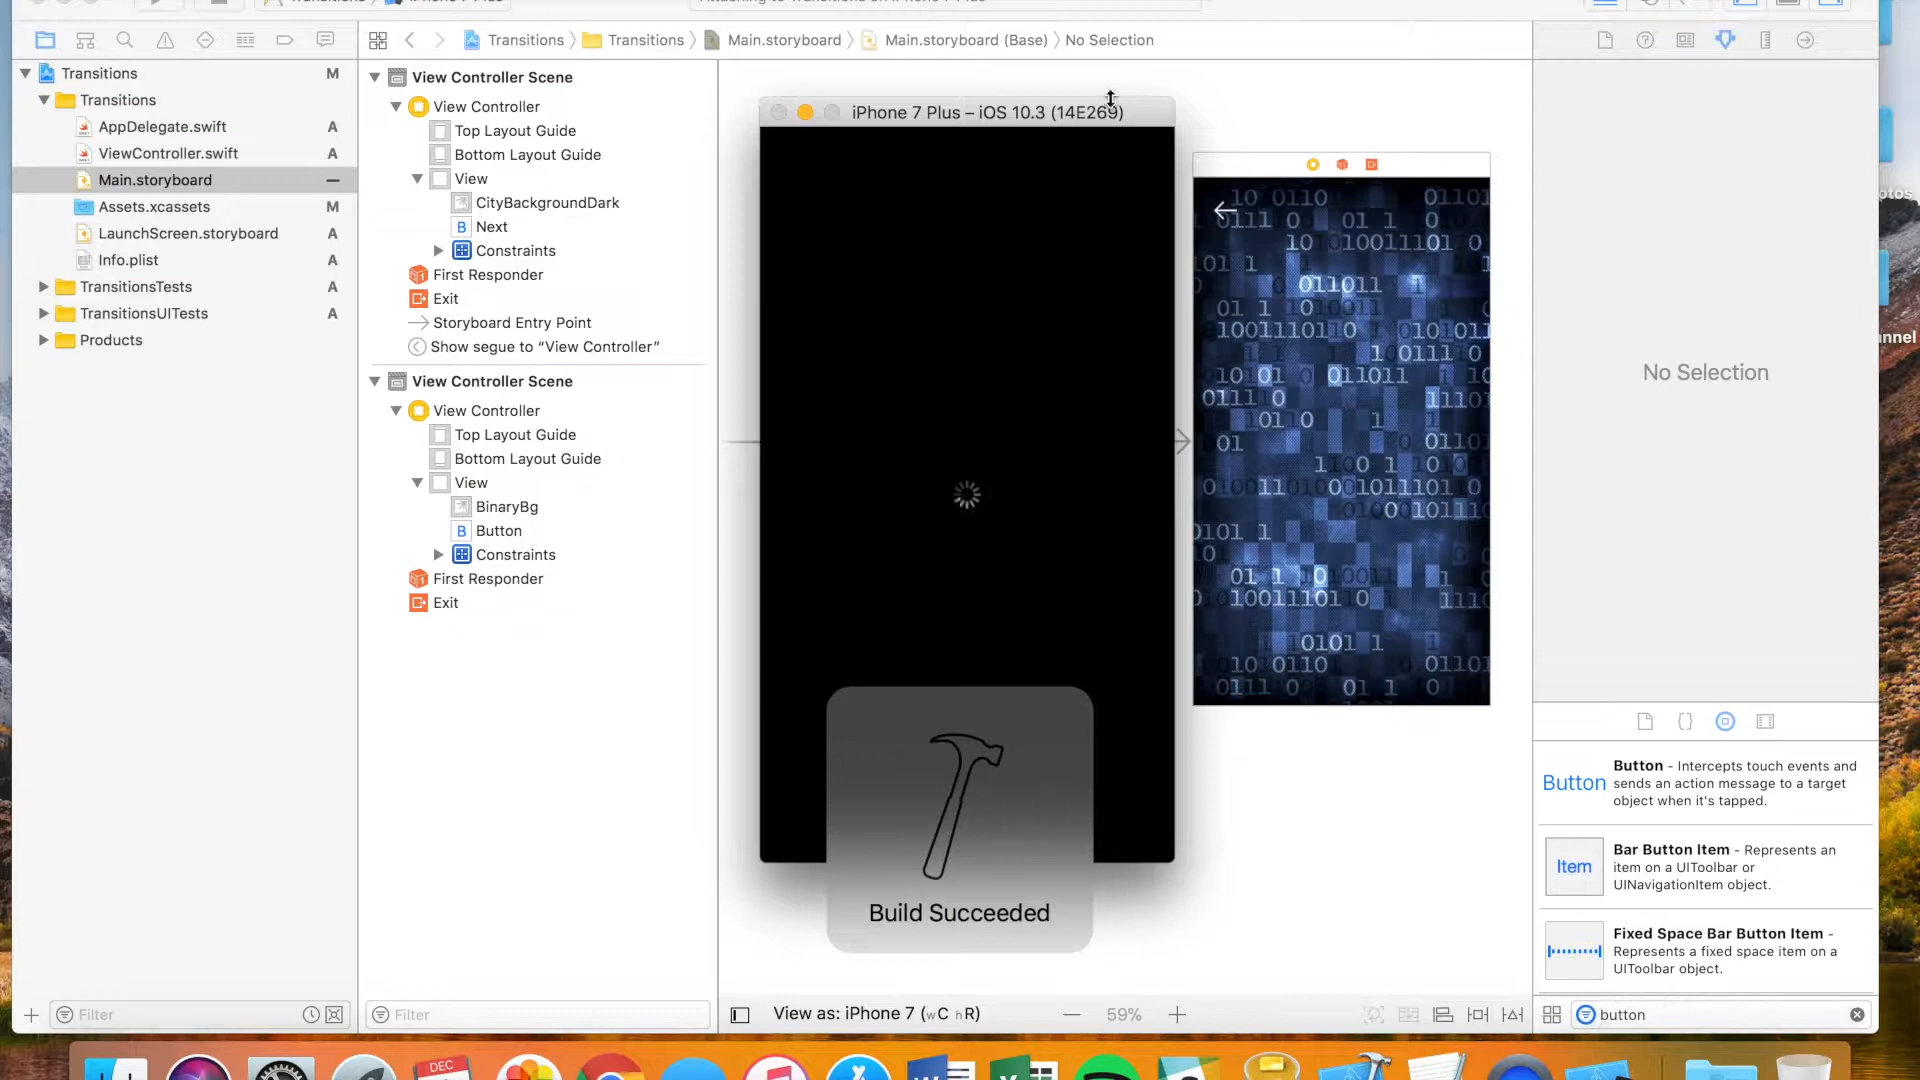 Transitions › Transitions › Main.storyboard › Main.storyboard (Base) › No Selection
Transitions M
Transitions
AppDelegate.swift A
ViewController.swift A
Main.storyboard —
Assets.xcassets M
LaunchScreen.storyboard A
Info.plist A
TransitionsTests A
TransitionsUITests A
Products
View Controller Scene
View Controller
Top Layout Guide
Bottom Layout Guide
View
CityBackgroundDark
B Next
Constraints
First Responder
Exit
Storyboard Entry Point
Show segue to “View Controller”
View Controller Scene
View Controller
Top Layout Guide
Bottom Layout Guide
View
BinaryBg
B Button
Constraints
First Responder
Exit
iPhone 7 Plus – iOS 10.3 (14E269)
Build Succeeded
No Selection
Button
Button - Intercepts touch events and
sends an action message to a target
object when it's tapped.
Item
Bar Button Item - Represents an
item on a UIToolbar or
UINavigationItem object.
Fixed Space Bar Button Item -
Represents a fixed space item on a
UIToolbar object.
Filter
Filter
View as: iPhone 7 (wC hR)
— 59% +
button
DEC